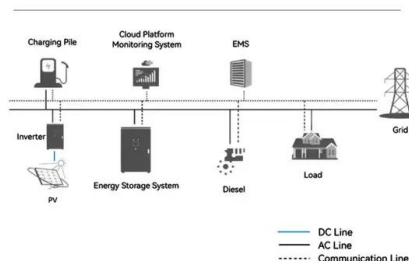 Charging Pile
Cloud Platform
Monitoring System
EMS
Grid
Inverter
PV
Energy Storage System
Diesel
Load
DC Line
AC Line
Communication Line